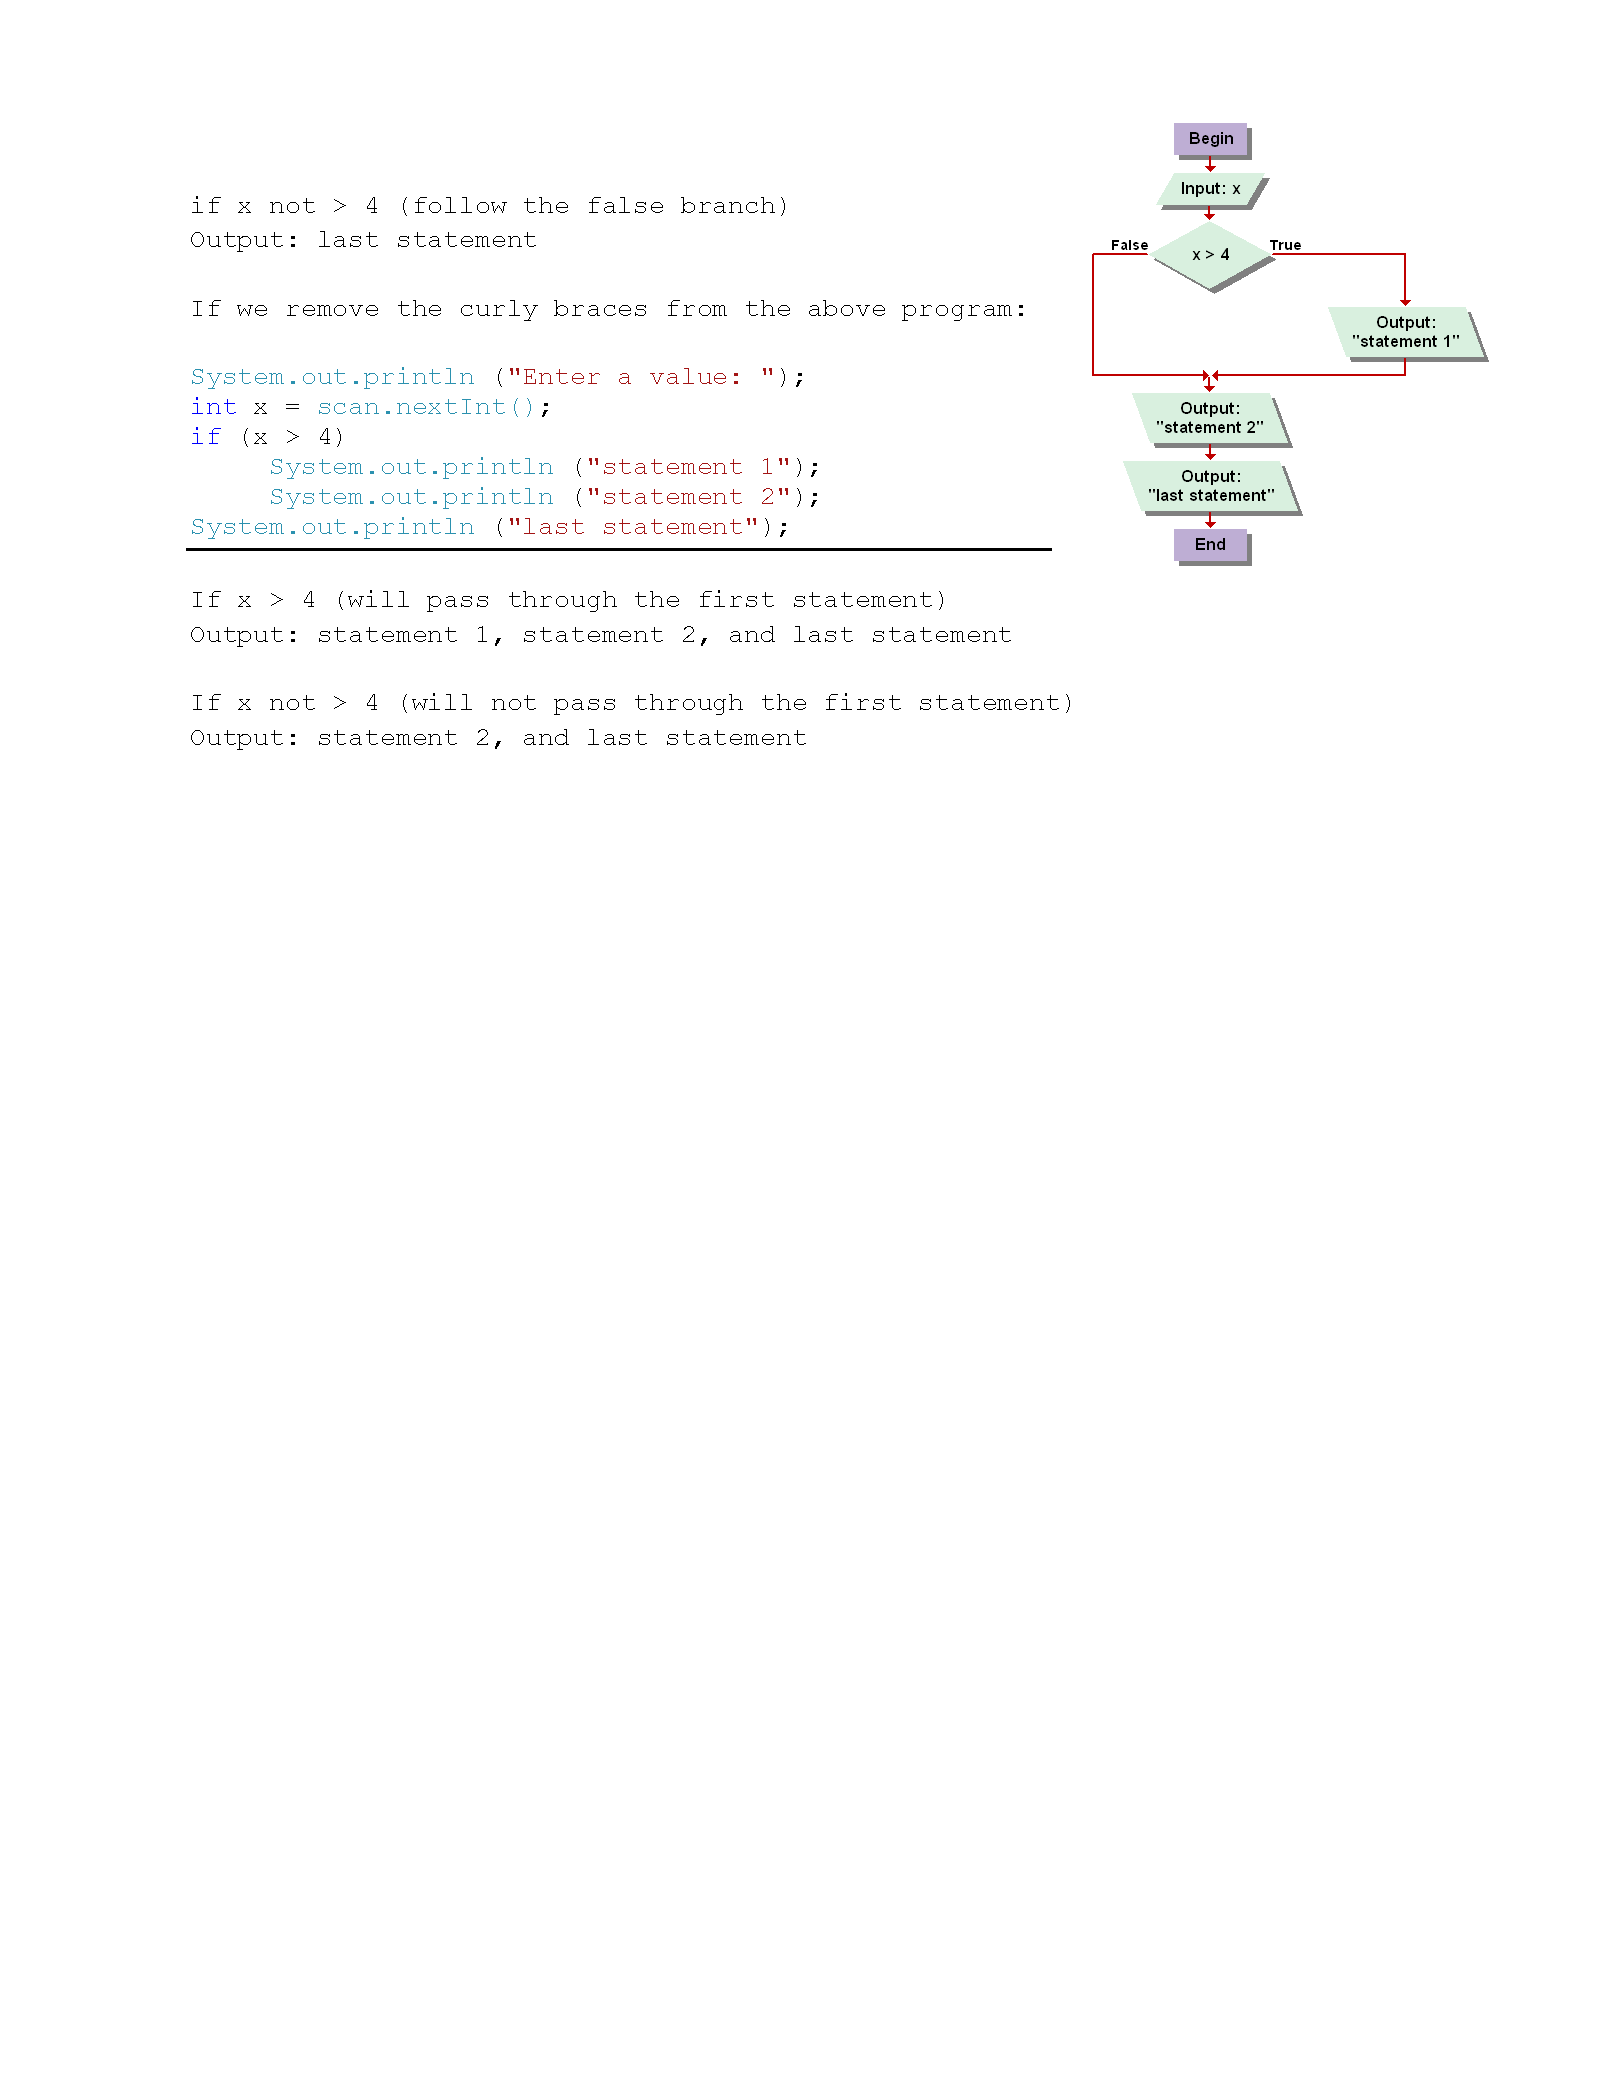 if x not > 4 (follow the false branch)
Output: last statement
If we remove the curly braces from the above program:
System.out.println ("Enter a value: ");
int x = scan.nextInt();
if (x > 4)
System.out.println ("statement 1");
System.out.println ("statement 2");
System.out.println ("last statement");
If x > 4 (will pass through the first statement)
Output: statement 1, statement 2, and last statement
If x not > 4 (will not pass through the first statement)
Output: statement 2, and last statement
Begin
Input: x
False
x > 4
True
Output:
"statement 1"
Output:
"statement 2"
Output:
"last statement"
End